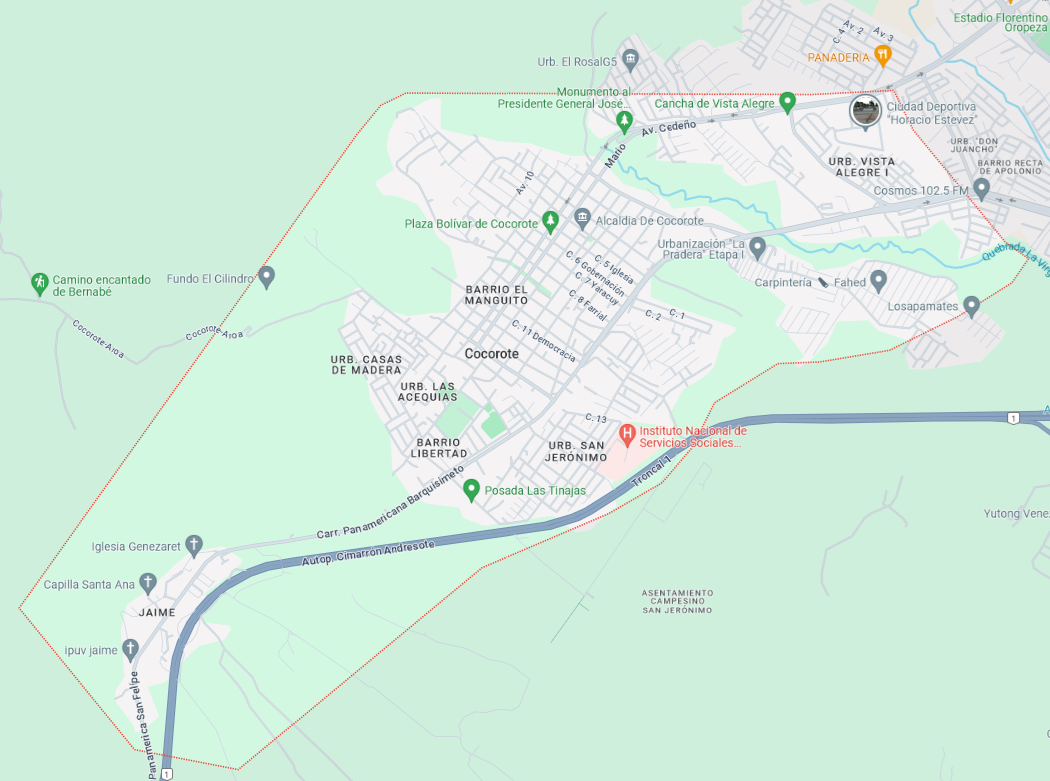 Estadio Florentino
Oropeza
Av. 2
Av. 3
C. 4
PANADERIA
Urb. El RosalG5
Monumento al
Presidente General José...
Cancha de Vista Alegre
Ciudad Deportiva
"Horacio Estevez"
Av. Cedeño
Mario
URB. "DON
JUANCHO"
BARRIO RECTA
DE APOLONIO
URB. VISTA
ALEGRE I
Av. 10
Cosmos 102.5 FM
Plaza Bolívar de Cocorote
Alcaldia De Cocorote
Urbanización "La
Pradera" Etapa I
Quebrada La Virg
C. 5 Iglesia
C. 6 Gobernación
C. 7 Yaracuy
C. 8 Farrial
Camino encantado
de Bernabé
Fundo El Cilindro
Carpintería ✎ Fahed
BARRIO EL
MANGUITO
Losapamates
C. 2
C. 1
Cocorote-Aroa
Cocorote-Aroa
C. 11 Democracia
Cocorote
URB. CASAS
DE MADERA
URB. LAS
ACEQUIAS
C. 13
1
A
Instituto Nacional de
Servicios Sociales...
BARRIO
LIBERTAD
URB. SAN
JERÓNIMO
Troncal 1
Posada Las Tinajas
Carr. Panamericana Barquisimeto
Yutong Venez
Iglesia Genezaret
Autop. Cimarrón Andresote
Capilla Santa Ana
ASENTAMIENTO
CAMPESINO
SAN JERÓNIMO
JAIME
ipuv jaime
Panamerica San Felipe
1